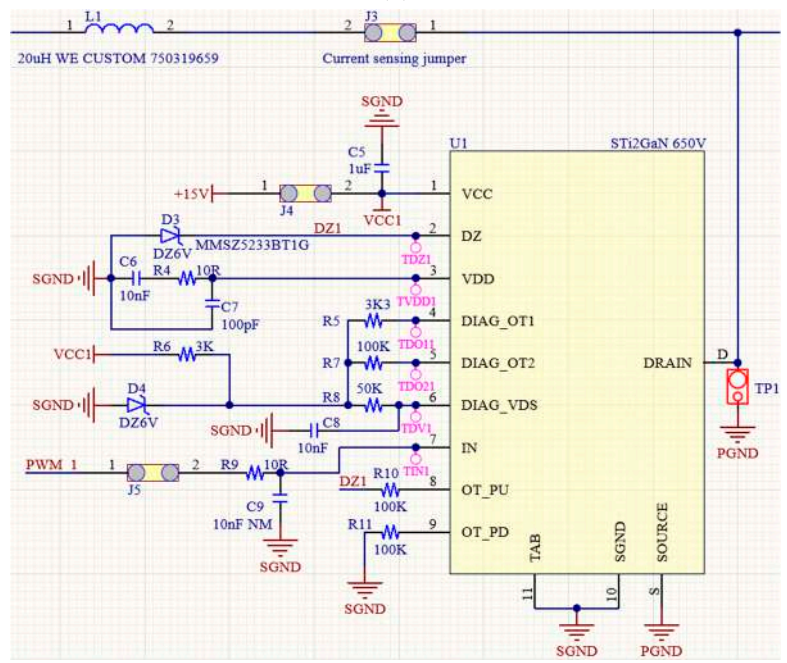 L1
1 2
20uH WE CUSTOM 750319659
J3
2 1
Current sensing jumper
SGND
C5
1uF
U1
STi2GaN 650V
+15V
1 2
J4
VCC1
1 VCC
D3
DZ6V
MMSZ5233BT1G
DZ1
2 DZ
TDZ1
SGND
C6
10nF
R4 10R
C7
100pF
3 VDD
TVDD1
R5 3K3
4 DIAG_OT1
TDO11
VCC1
R6 3K
R7 100K
5 DIAG_OT2
TDO21
DRAIN D
TP1
PGND
SGND
D4
DZ6V
R8 50K
6 DIAG_VDS
TDV1
SGND
C8
10nF
7 IN
TIN1
PWM 1
1 2
J5
R9 10R
C9
10nF NM
SGND
DZ1
R10
100K
8 OT_PU
R11
100K
9 OT_PD
SGND
TAB
11
SGND
10
SOURCE
S
SGND
PGND